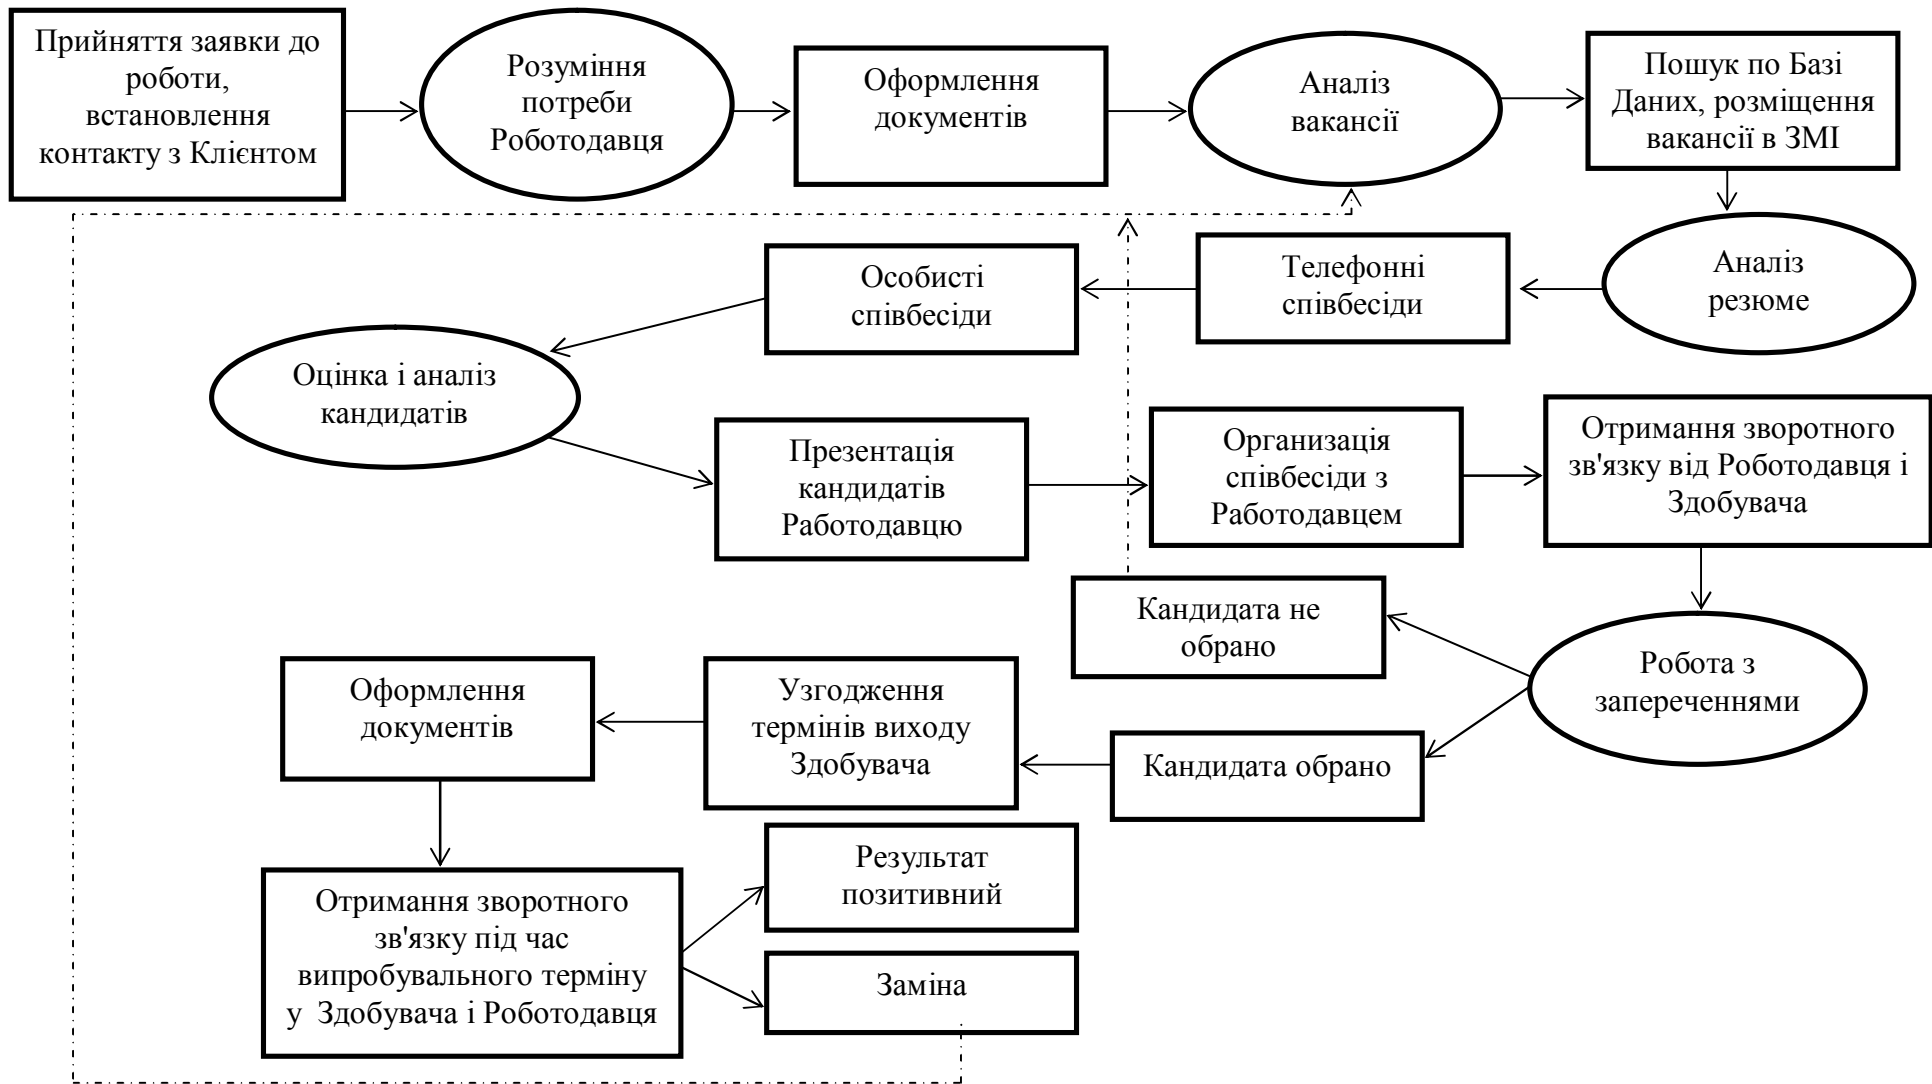 Прийняття заявки до
роботи,
встановлення
контакту з Клієнтом
Розуміння
потреби
Роботодавця
Оформлення
документів
Аналіз
вакансії
Пошук по Базі
Даних, розміщення
вакансії в ЗМІ
Аналіз
резюме
Телефонні
співбесіди
Особисті
співбесіди
Оцінка і аналіз
кандидатів
Презентація
кандидатів
Работодавцю
Организація
співбесіди з
Работодавцем
Отримання зворотного
зв'язку від Роботодавця і
Здобувача
Робота з
запереченнями
Кандидата не
обрано
Кандидата обрано
Узгодження
термінів виходу
Здобувача
Оформлення
документів
Отримання зворотного
зв'язку під час
випробувального терміну
у Здобувача і Роботодавця
Результат
позитивний
Заміна